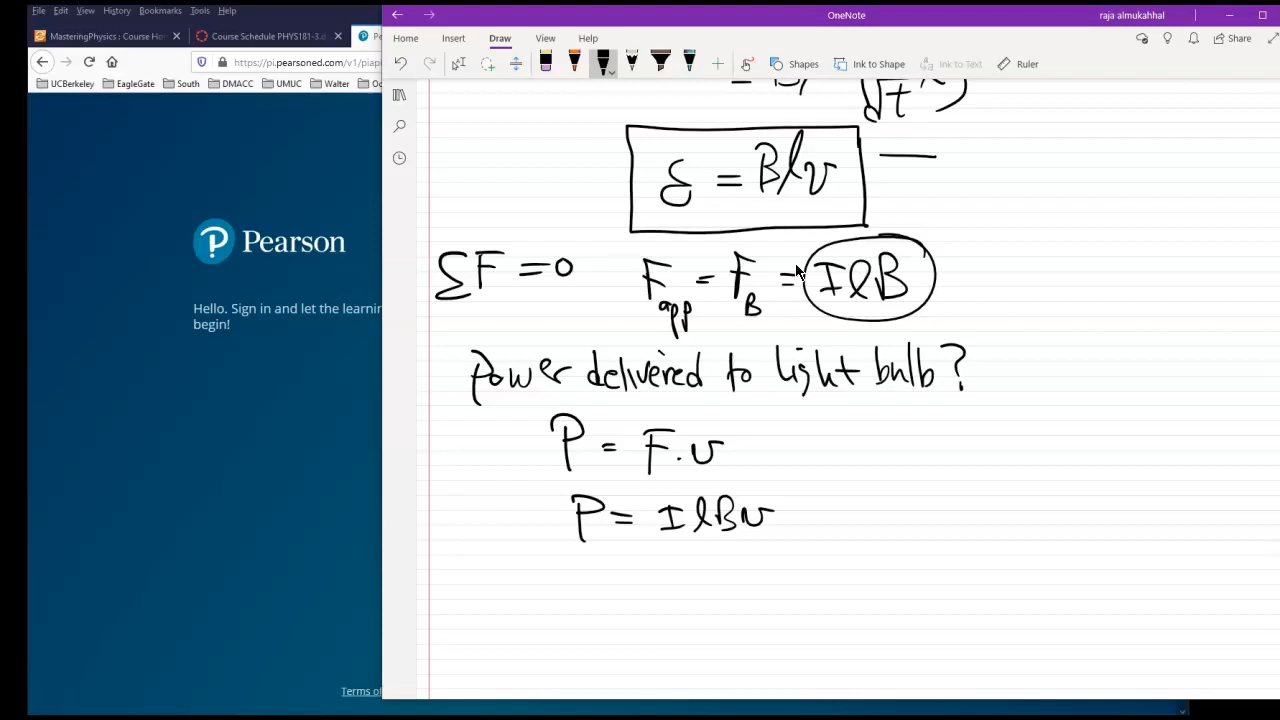 File Edit View History Bookmarks Tools Help
OneNote
raja almukhahal
MasteringPhysics : Course Ho
Course Schedule PHYS181-3.
Pe
https://pi.pearsoned.com/v1/piapi
UCBerkeley EagleGate South DMACC UMUC Walter
Home Insert Draw View Help
Share
Shapes Ink to Shape Ink to Text Ruler
Pearson
Hello. Sign in and let the learnin
begin!
Terms of
√t
ε = Blv
ΣF = 0 F_app = F_B = IlB
Power delivered to light bulb?
P = F.v
P = IlBv